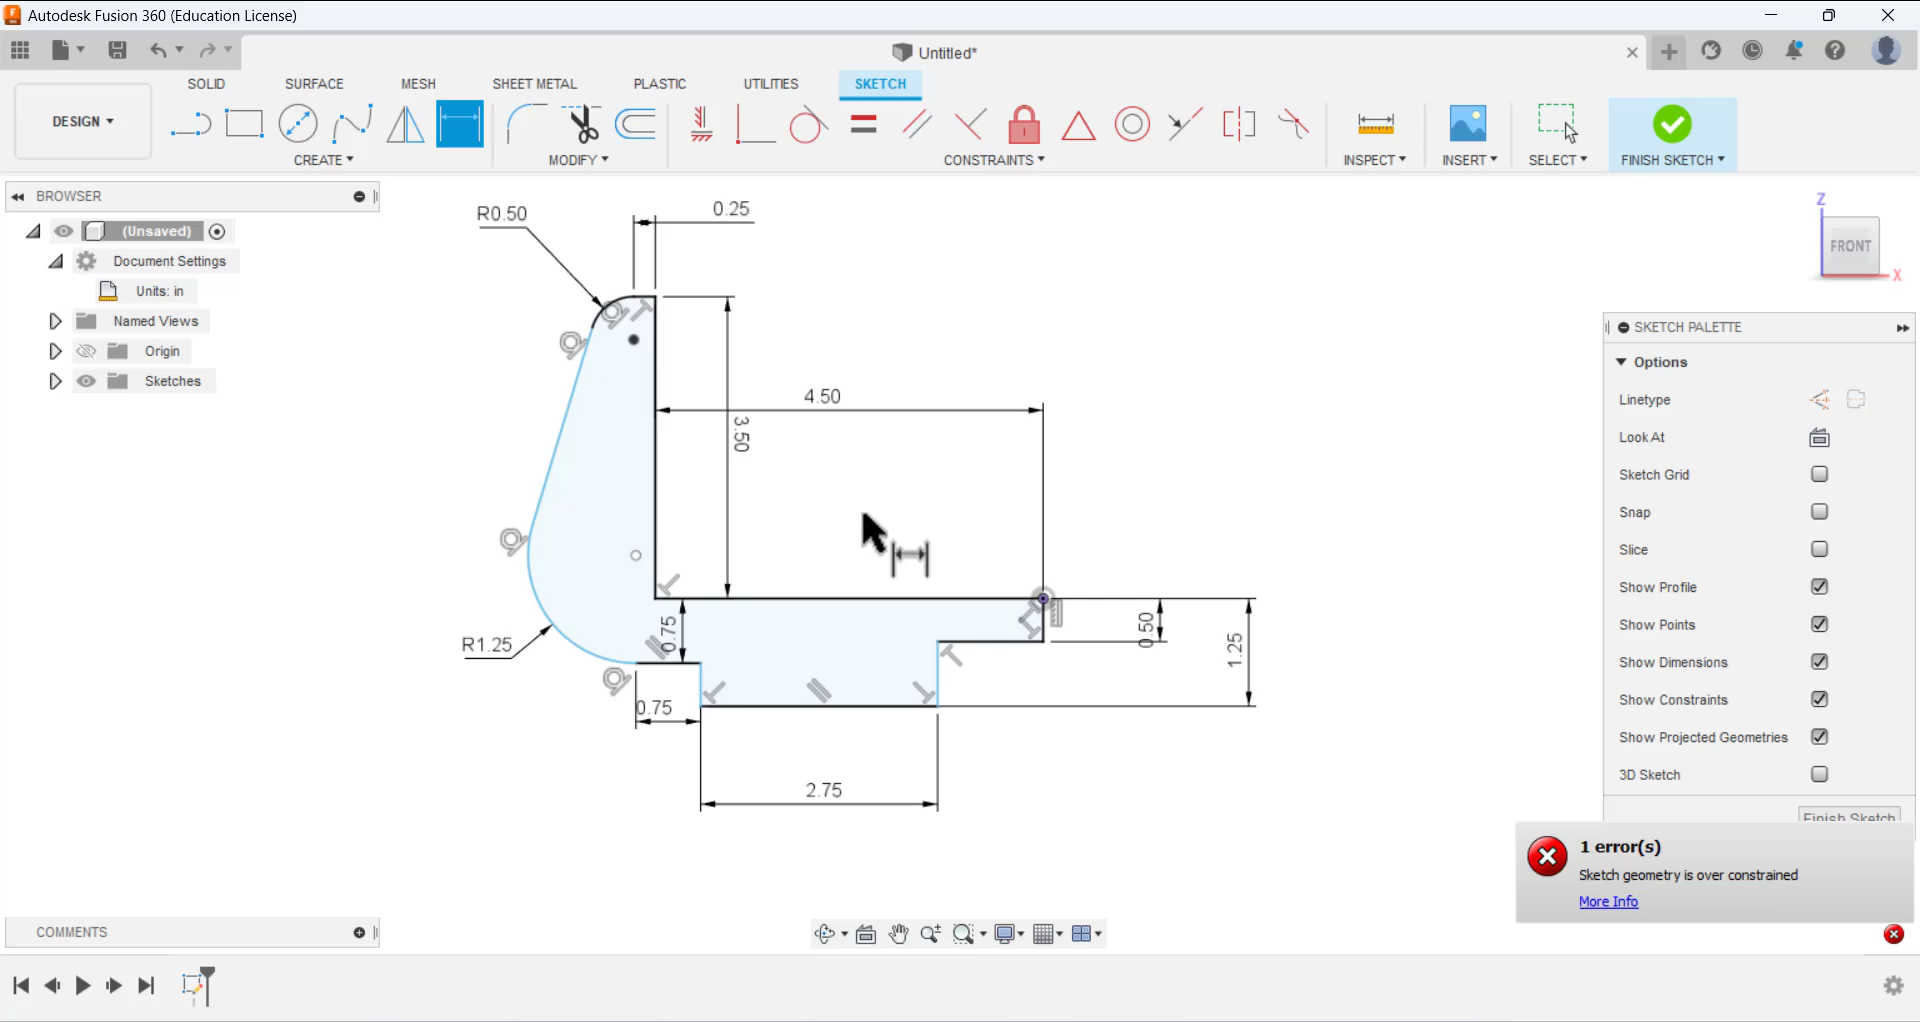 Autodesk Fusion 360 (Education License)
Untitled*
SOLID SURFACE MESH SHEET METAL PLASTIC UTILITIES SKETCH
DESIGN
CREATE MODIFY CONSTRAINTS INSPECT INSERT SELECT FINISH SKETCH
BROWSER
(Unsaved)
Document Settings
Units: in
Named Views
Origin
Sketches
R0.50
0.25
4.50
3.50
R1.25
0.75
0.75
2.75
0.50
1.25
Z
FRONT
X
SKETCH PALETTE
Options
Linetype
Look At
Sketch Grid
Snap
Slice
Show Profile
Show Points
Show Dimensions
Show Constraints
Show Projected Geometries
3D Sketch
Finish Sketch
1 error(s)
Sketch geometry is over constrained
More Info
COMMENTS